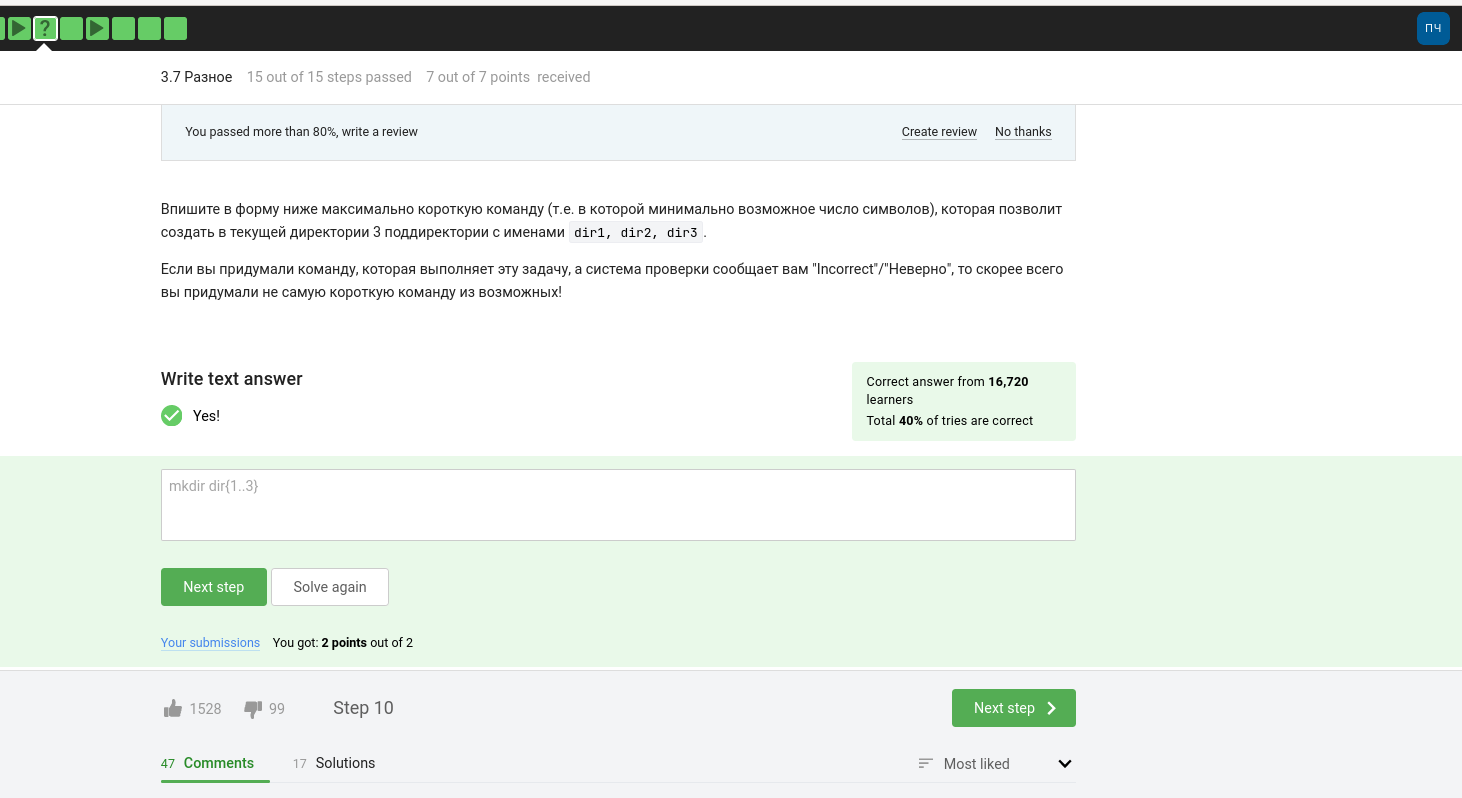 ?
ПЧ
3.7 Разное 15 out of 15 steps passed 7 out of 7 points received
You passed more than 80%, write a review Create review No thanks
Впишите в форму ниже максимально короткую команду (т.е. в которой минимально возможное число символов), которая позволит
создать в текущей директории 3 поддиректории с именами dir1, dir2, dir3.
Если вы придумали команду, которая выполняет эту задачу, а система проверки сообщает вам "Incorrect"/"Неверно", то скорее всего
вы придумали не самую короткую команду из возможных!
Write text answer
Yes!
Correct answer from 16,720
learners
Total 40% of tries are correct
mkdir dir{1..3}
Next step Solve again
Your submissions You got: 2 points out of 2
1528 99 Step 10 Next step
47 Comments 17 Solutions Most liked